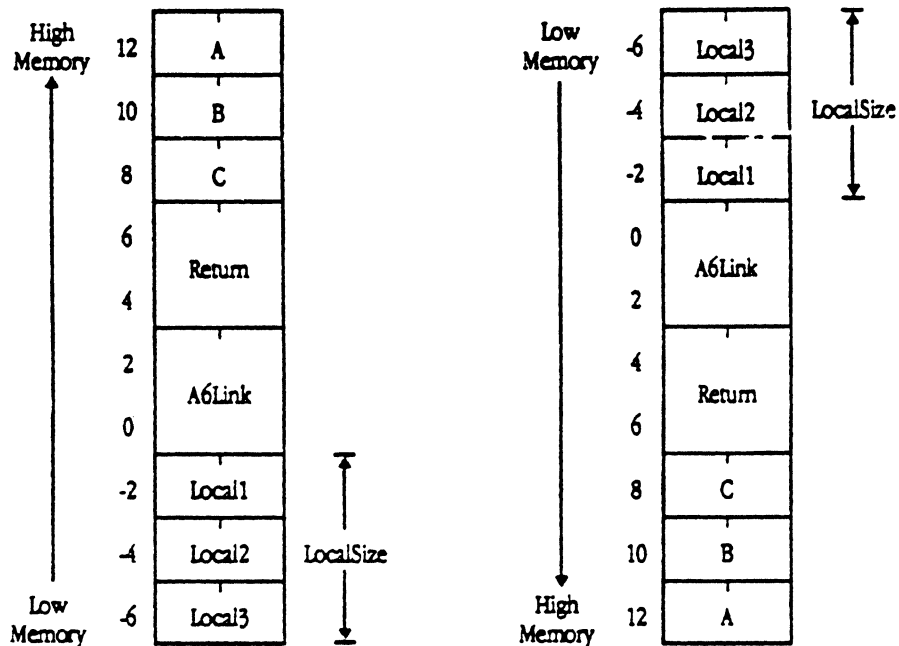 High
Memory
12 A
10 B
8 C
6
Return
4
2
A6Link
0
-2 Local1
-4 Local2
LocalSize
-6 Local3
Low
Memory
Low
Memory
-6 Local3
-4 Local2
LocalSize
-2 Local1
0
A6Link
2
4
Return
6
8 C
10 B
12 A
High
Memory